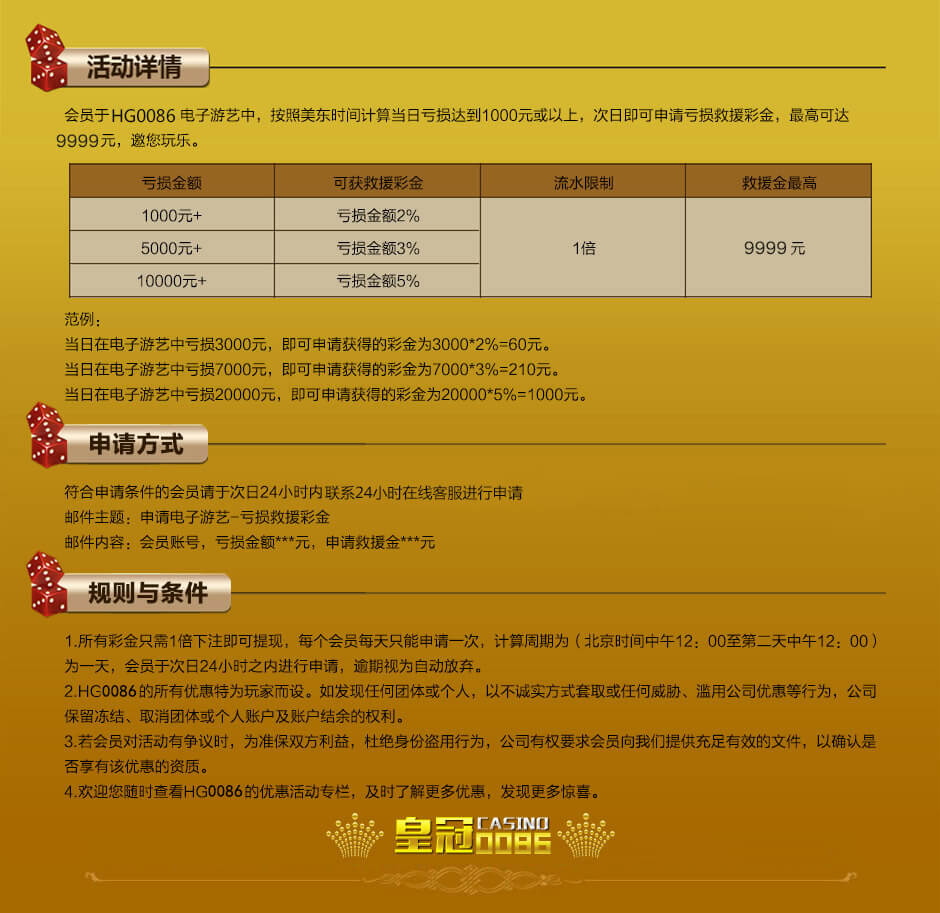 活动详情
会员于HG0086 电子游艺中，按照美东时间计算当日亏损达到1000元或以上，次日即可申请亏损救援彩金，最高可达
9999元，邀您玩乐。
亏损金额 可获救援彩金 流水限制 救援金最高
1000元+ 亏损金额2%
5000元+ 亏损金额3% 1倍 9999 元
10000元+ 亏损金额5%
范例：
当日在电子游艺中亏损3000元，即可申请获得的彩金为3000*2%=60元。
当日在电子游艺中亏损7000元，即可申请获得的彩金为7000*3%=210元。
当日在电子游艺中亏损20000元，即可申请获得的彩金为20000*5%=1000元。
申请方式
符合申请条件的会员请于次日24小时内联系24小时在线客服进行申请
邮件主题：申请电子游艺-亏损救援彩金
邮件内容：会员账号，亏损金额***元，申请救援金***元
规则与条件
1.所有彩金只需1倍下注即可提现，每个会员每天只能申请一次，计算周期为（北京时间中午12：00至第二天中午12：00）
为一天，会员于次日24小时之内进行申请，逾期视为自动放弃。
2.HG0086的所有优惠特为玩家而设。如发现任何团体或个人，以不诚实方式套取或任何威胁、滥用公司优惠等行为，公司
保留冻结、取消团体或个人账户及账户结余的权利。
3.若会员对活动有争议时，为准保双方利益，杜绝身份盗用行为，公司有权要求会员向我们提供充足有效的文件，以确认是
否享有该优惠的资质。
4.欢迎您随时查看HG0086的优惠活动专栏，及时了解更多优惠，发现更多惊喜。
皇冠 CASINO 0086